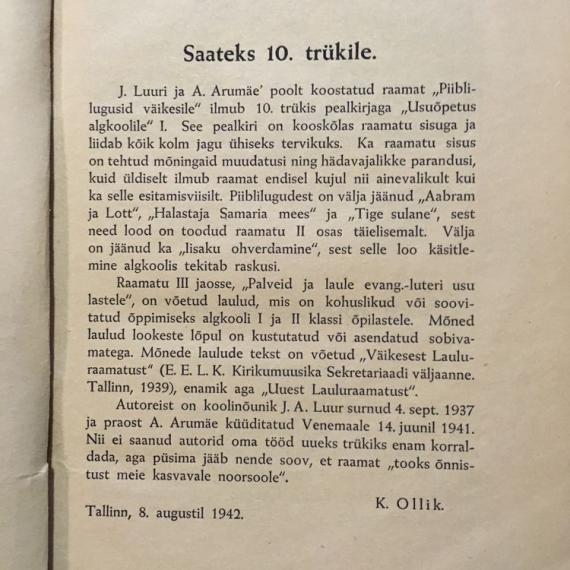 Saateks 10. trükile.
J. Luuri ja A. Arumäe' poolt koostatud raamat „Piibli-
lugusid väikesile“ ilmub 10. trükis pealkirjaga „Usuõpetus
algkoolile“ I. See pealkiri on kooskõlas raamatu sisuga ja
liidab kõik kolm jagu ühiseks tervikuks. Ka raamatu sisus
on tehtud mõningaid muudatusi ning hädavajalikke parandusi,
kuid üldiselt ilmub raamat endisel kujul nii ainevalikult kui
ka selle esitamisviisilt. Piiblilugudest on välja jäänud „Aabram
ja Lott“, „Halastaja Samaria mees“ ja „Tige sulane“, sest
need lood on toodud raamatu II osas täielisemalt. Välja
on jäänud ka „Iisaku ohverdamine“, sest selle loo käsitle-
mine algkoolis tekitab raskusi.
Raamatu III jaosse, „Palveid ja laule evang.-luteri usu
lastele“, on võetud laulud, mis on kohuslikud või soovi-
tatud õppimiseks algkooli I ja II klassi õpilastele. Mõned
laulud lookeste lõpul on kustutatud või asendatud sobiva-
matega. Mõnede laulude tekst on võetud „Väikesest Laulu-
raamatust“ (E. E. L. K. Kirikumuusika Sekretariaadi väljaanne.
Tallinn, 1939), enamik aga „Uuest Lauluraamatust“.
Autoreist on koolinõunik J. A. Luur surnud 4. sept. 1937
ja praost A. Arumäe küüditatud Venemaale 14. juunil 1941.
Nii ei saanud autorid oma tööd uueks trükiks enam korral-
dada, aga püsima jääb nende soov, et raamat „tooks õnnis-
tust meie kasvavale noorsoole“.
K. Ollik.
Tallinn, 8. augustil 1942.